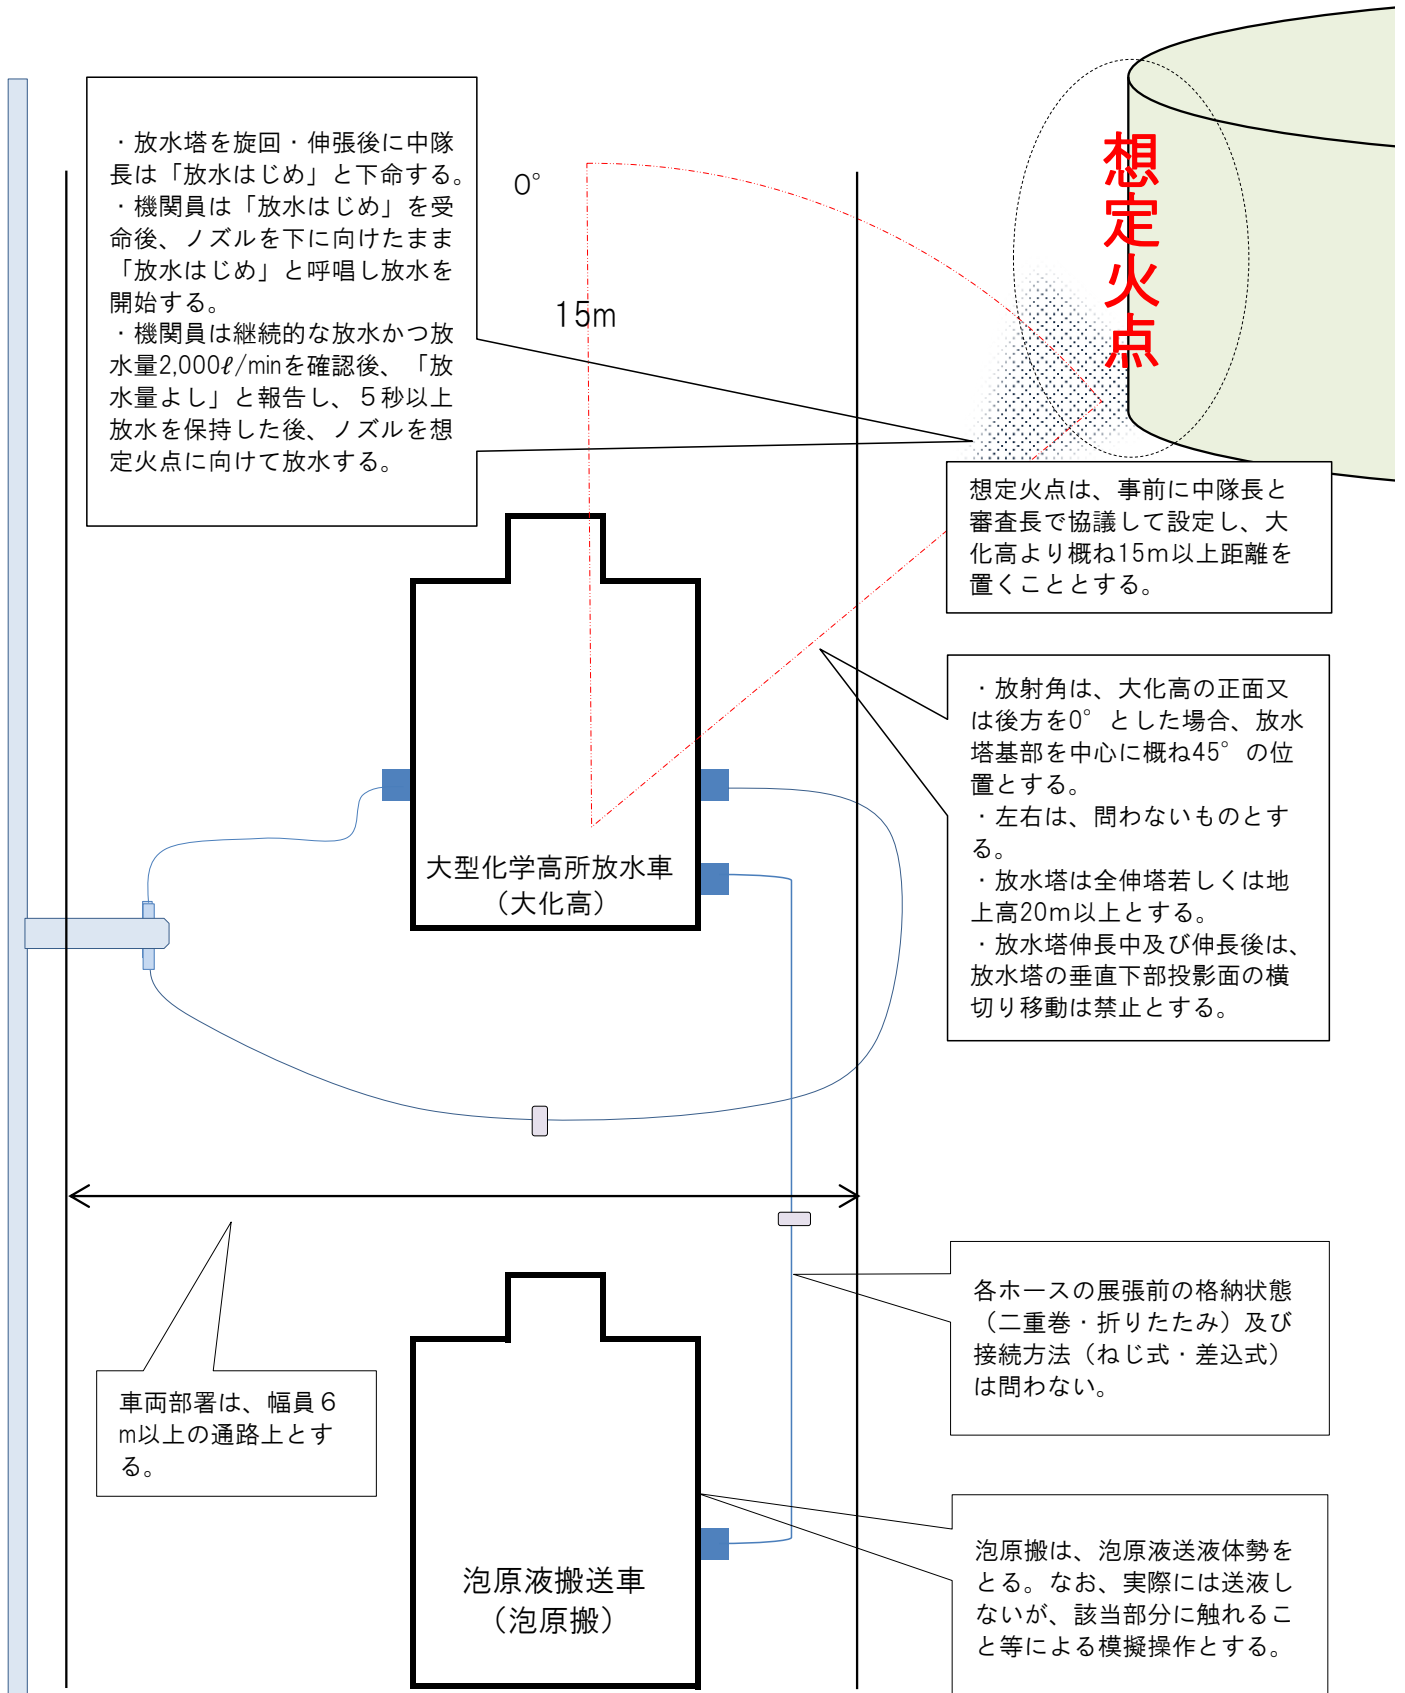 ・放水塔を旋回・伸張後に中隊
長は「放水はじめ」と下命する。
・機関員は「放水はじめ」を受
命後、ノズルを下に向けたまま
「放水はじめ」と呼唱し放水を
開始する。
・機関員は継続的な放水かつ放
水量2,000ℓ/minを確認後、「放
水量よし」と報告し、５秒以上
放水を保持した後、ノズルを想
定火点に向けて放水する。
0°
15m
想定火点
想定火点は、事前に中隊長と
審査長で協議して設定し、大
化高より概ね15m以上距離を
置くこととする。
・放射角は、大化高の正面又
は後方を0°とした場合、放水
塔基部を中心に概ね45°の位
置とする。
・左右は、問わないものとす
る。
・放水塔は全伸塔若しくは地
上高20m以上とする。
・放水塔伸長中及び伸長後は、
放水塔の垂直下部投影面の横
切り移動は禁止とする。
大型化学高所放水車
（大化高）
各ホースの展張前の格納状態
（二重巻・折りたたみ）及び
接続方法（ねじ式・差込式）
は問わない。
車両部署は、幅員６
m以上の通路上とす
る。
泡原液搬送車
（泡原搬）
泡原搬は、泡原液送液体勢を
とる。なお、実際には送液し
ないが、該当部分に触れるこ
と等による模擬操作とする。